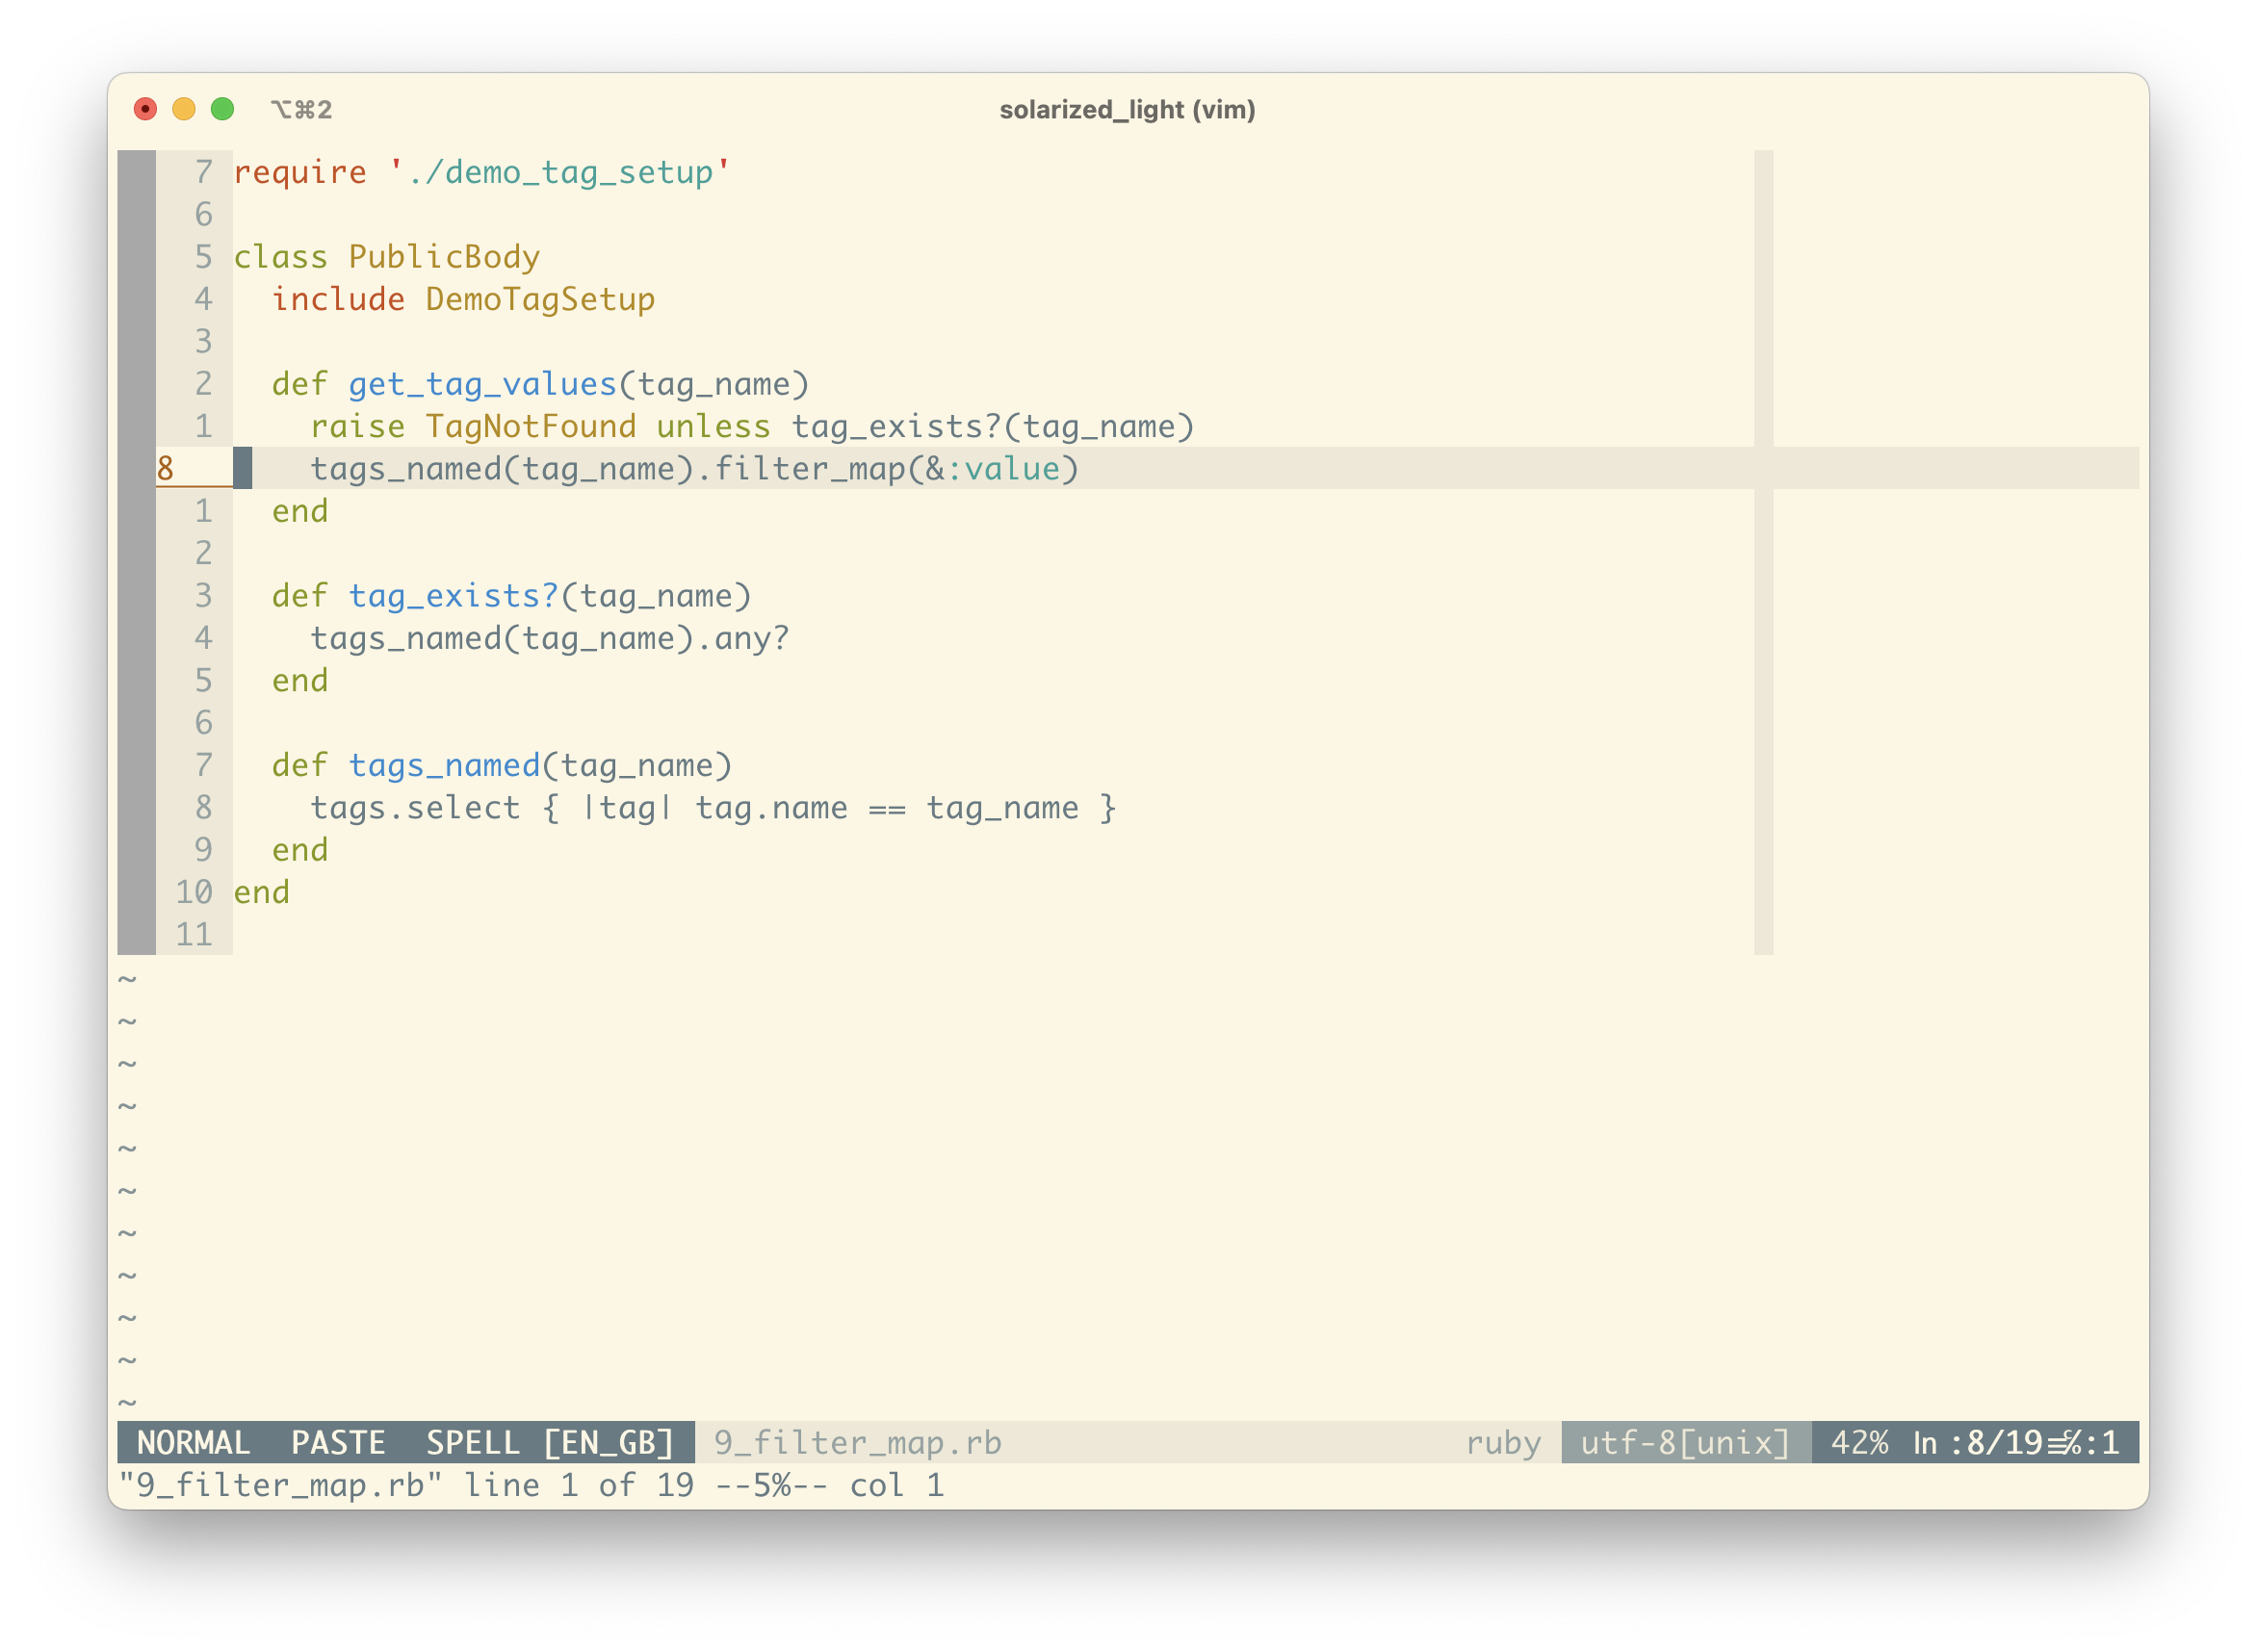 ⌥⌘2 solarized_light (vim)
7 require './demo_tag_setup'
6
5 class PublicBody
4   include DemoTagSetup
3
2   def get_tag_values(tag_name)
1     raise TagNotFound unless tag_exists?(tag_name)
8     tags_named(tag_name).filter_map(&:value)
1   end
2
3   def tag_exists?(tag_name)
4     tags_named(tag_name).any?
5   end
6
7   def tags_named(tag_name)
8     tags.select { |tag| tag.name == tag_name }
9   end
10 end
11
~
~
~
~
~
~
~
~
~
~
~
NORMAL  PASTE  SPELL [EN_GB]  9_filter_map.rb  ruby  utf-8[unix]  42% ln :8/19≡℅:1
"9_filter_map.rb" line 1 of 19 --5%-- col 1